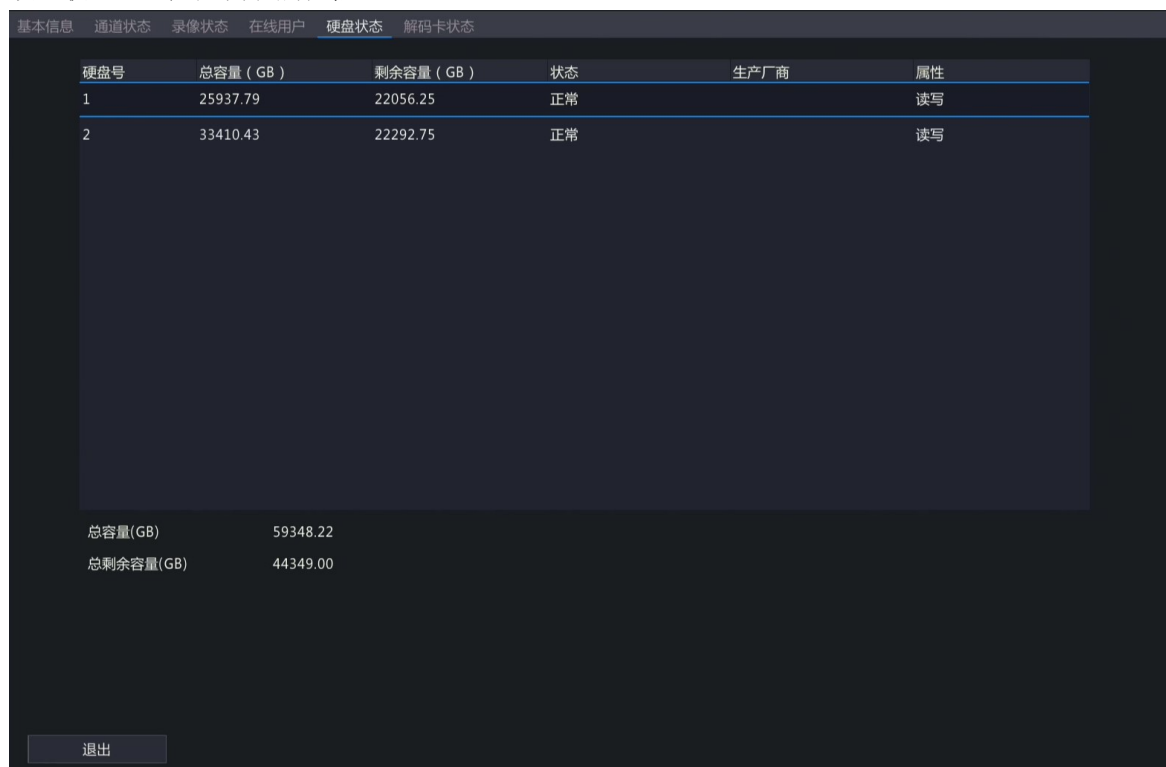 基本信息 通道状态 录像状态 在线用户 硬盘状态 解码卡状态
硬盘号 总容量（GB） 剩余容量（GB） 状态 生产厂商 属性
1 25937.79 22056.25 正常 读写
2 33410.43 22292.75 正常 读写
总容量(GB) 59348.22
总剩余容量(GB) 44349.00
退出